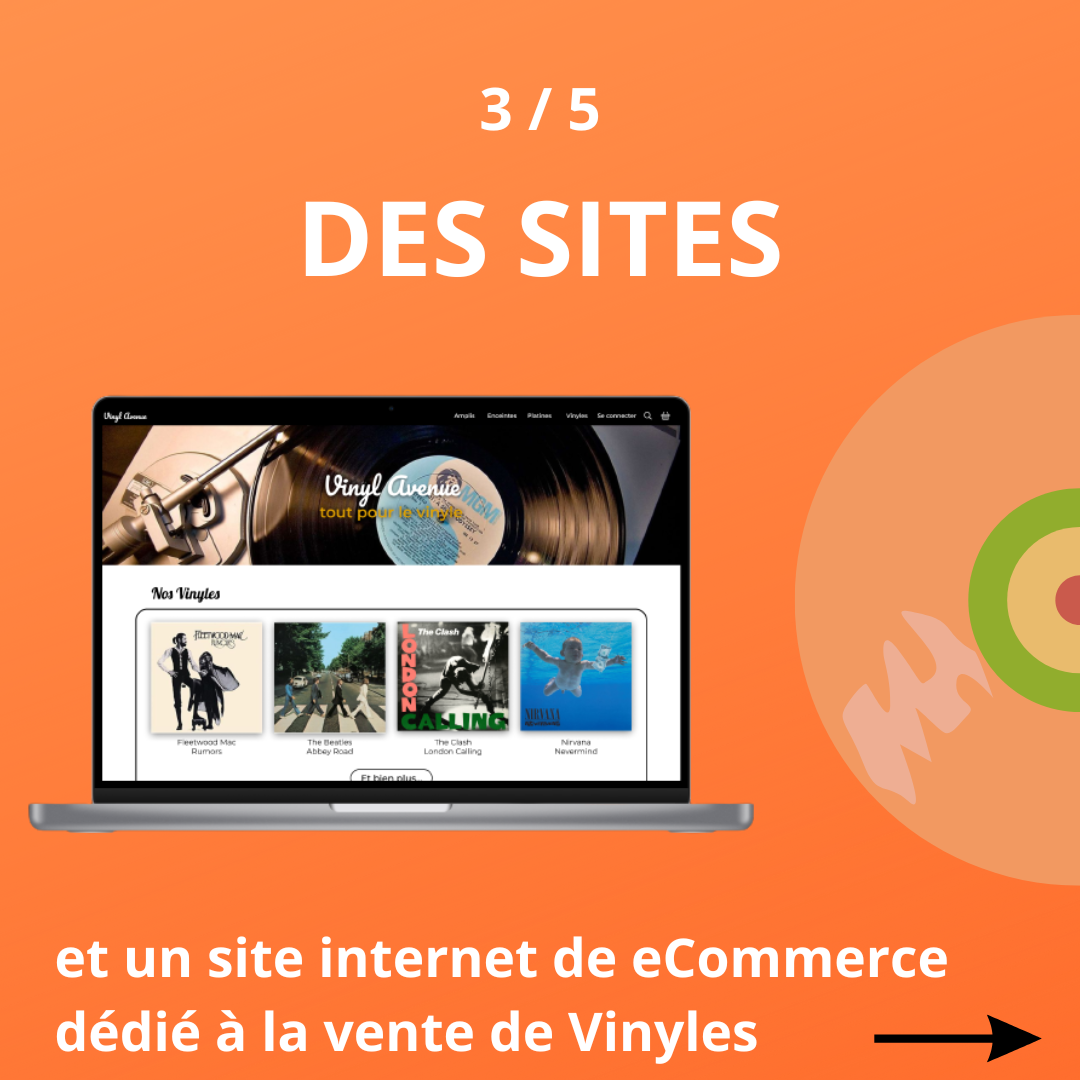 3 / 5
DES SITES
Vinyl Avenue
Amplis Enceintes Platines Vinyles Se connecter
Vinyl Avenue
tout pour le vinyle
MGM
Nos Vinyles
FLEETWOOD MAC
RUMOURS
The Clash
LONDON
CALLING
NIRVANA
NEVERMIND
Fleetwood Mac
Rumors
The Beatles
Abbey Road
The Clash
London Calling
Nirvana
Nevermind
Et bien plus...
et un site internet de eCommerce
dédié à la vente de Vinyles